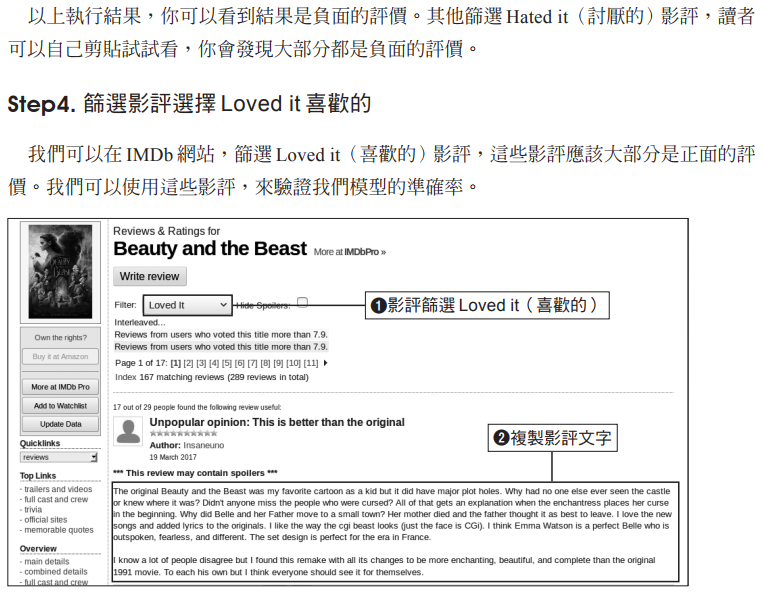 以上執行結果，你可以看到結果是負面的評價。其他篩選 Hated it（討厭的）影評，讀者
可以自己剪貼試試看，你會發現大部分都是負面的評價。
Step4. 篩選影評選擇 Loved it 喜歡的
我們可以在 IMDb 網站，篩選 Loved it（喜歡的）影評，這些影評應該大部分是正面的評
價。我們可以使用這些影評，來驗證我們模型的準確率。
Reviews & Ratings for
Beauty and the Beast More at IMDbPro »
Write review
Filter: Loved It Hide Spoilers:
❶影評篩選 Loved it（喜歡的）
Interleaved...
Reviews from users who voted this title more than 7.9.
Reviews from users who voted this title more than 7.9.
Page 1 of 17: [1] [2] [3] [4] [5] [6] [7] [8] [9] [10] [11]
Index 167 matching reviews (289 reviews in total)
Own the rights?
Buy it at Amazon
More at IMDb Pro
Add to Watchlist
Update Data
Quicklinks
reviews
Top Links
- trailers and videos
- full cast and crew
- trivia
- official sites
- memorable quotes
Overview
- main details
- combined details
- full cast and crew
17 out of 29 people found the following review useful:
Unpopular opinion: This is better than the original
Author: Insaneuno
19 March 2017
❷複製影評文字
*** This review may contain spoilers ***
The original Beauty and the Beast was my favorite cartoon as a kid but it did have major plot holes. Why had no one else ever seen the castle
or knew where it was? Didn't anyone miss the people who were cursed? All of that gets an explanation when the enchantress places her curse
in the beginning. Why did Belle and her Father move to a small town? Her mother died and the father thought it as best to leave. I love the new
songs and added lyrics to the originals. I like the way the cgi beast looks (just the face is CGi). I think Emma Watson is a perfect Belle who is
outspoken, fearless, and different. The set design is perfect for the era in France.
I know a lot of people disagree but I found this remake with all its changes to be more enchanting, beautiful, and complete than the original
1991 movie. To each his own but I think everyone should see it for themselves.